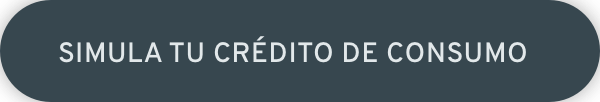 SIMULA TU CRÉDITO DE CONSUMO